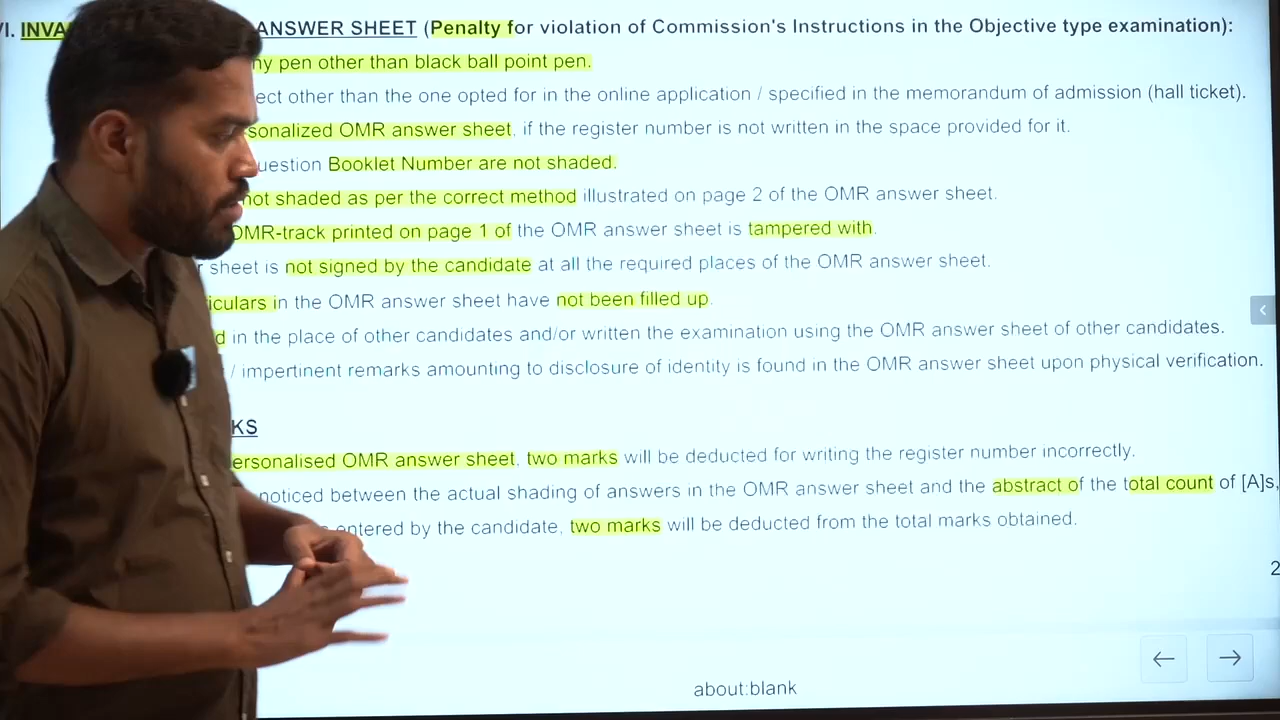 VI. INVA ANSWER SHEET (Penalty for violation of Commission's Instructions in the Objective type examination):
ny pen other than black ball point pen.
ect other than the one opted for in the online application / specified in the memorandum of admission (hall ticket).
sonalized OMR answer sheet, if the register number is not written in the space provided for it.
uestion Booklet Number are not shaded.
not shaded as per the correct method illustrated on page 2 of the OMR answer sheet.
OMR-track printed on page 1 of the OMR answer sheet is tampered with.
r sheet is not signed by the candidate at all the required places of the OMR answer sheet.
iculars in the OMR answer sheet have not been filled up.
d in the place of other candidates and/or written the examination using the OMR answer sheet of other candidates.
/ impertinent remarks amounting to disclosure of identity is found in the OMR answer sheet upon physical verification.
KS
ersonalised OMR answer sheet, two marks will be deducted for writing the register number incorrectly.
noticed between the actual shading of answers in the OMR answer sheet and the abstract of the total count of [A]s,
entered by the candidate, two marks will be deducted from the total marks obtained.
2
about:blank